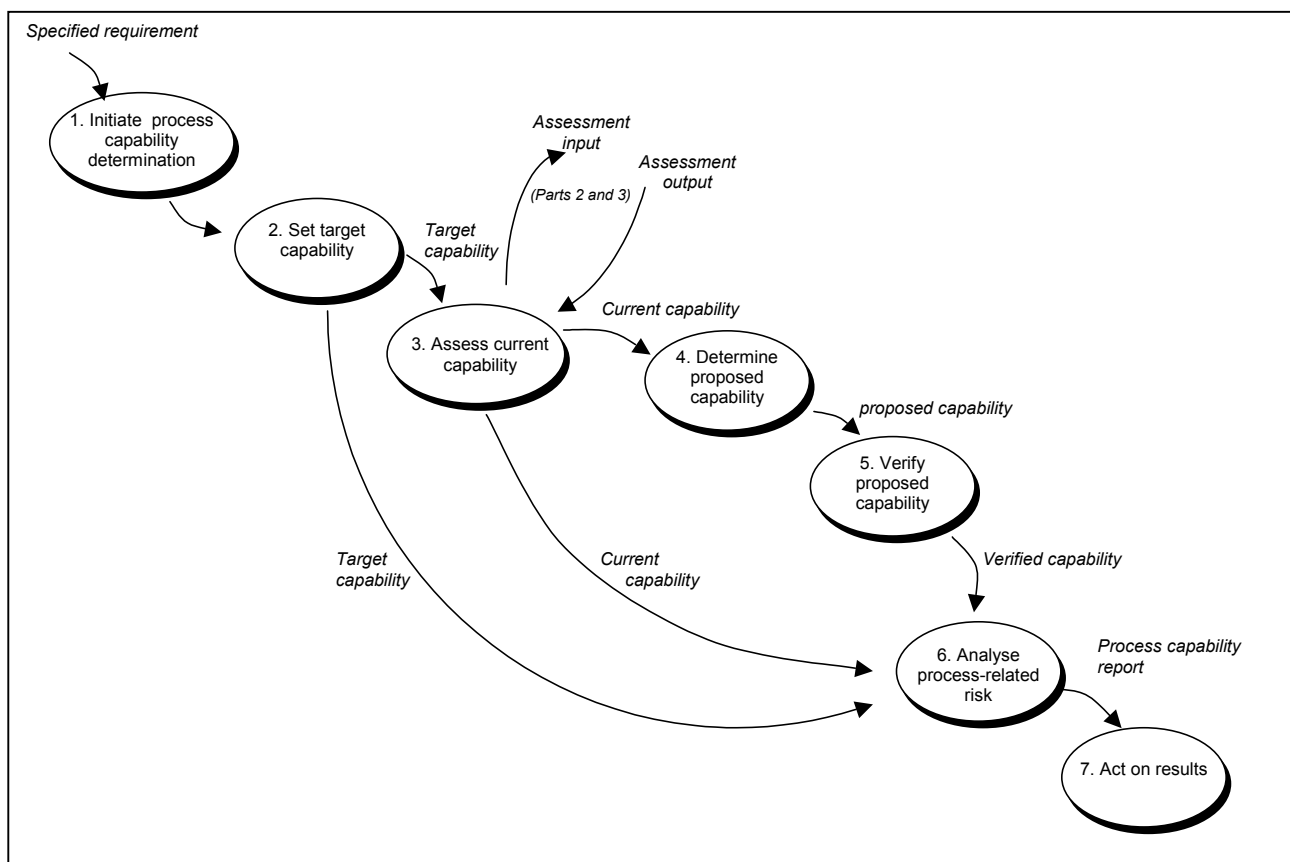 Specified requirement
1. Initiate process
capability
determination
Assessment
input
Assessment
output
(Parts 2 and 3)
2. Set target
capability
Target
capability
3. Assess current
capability
Current capability
4. Determine
proposed
capability
proposed capability
5. Verify
proposed
capability
Target
capability
Current
capability
Verified capability
6. Analyse
process-related
risk
Process capability
report
7. Act on results